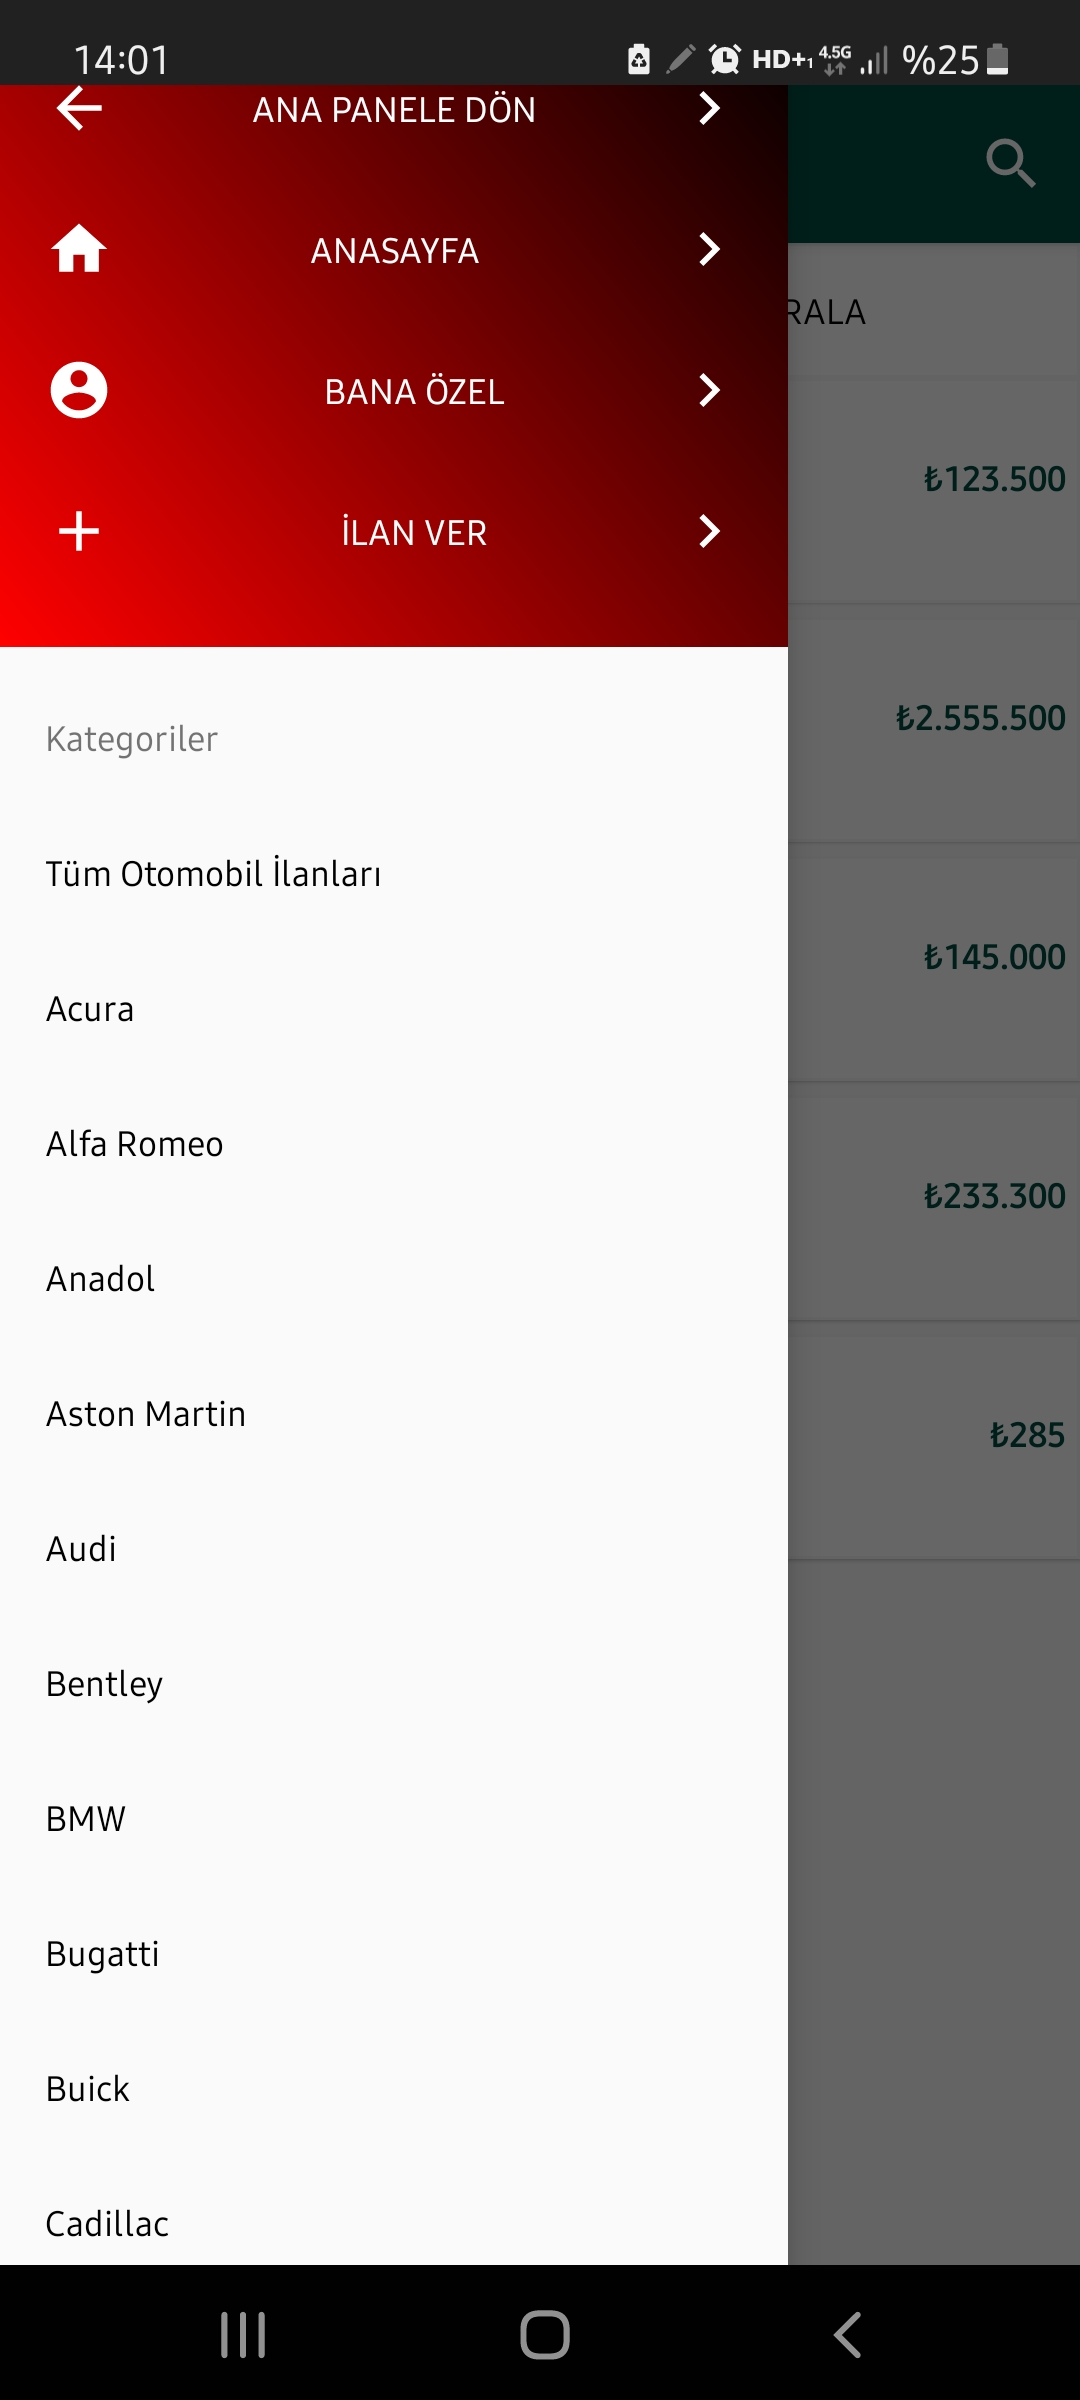 14:01 HD+1 4.5G %25
ANA PANELE DÖN
ANASAYFA
BANA ÖZEL
İLAN VER
Kategoriler
Tüm Otomobil İlanları
Acura
Alfa Romeo
Anadol
Aston Martin
Audi
Bentley
BMW
Bugatti
Buick
Cadillac
RALA
₺123.500
₺2.555.500
₺145.000
₺233.300
₺285